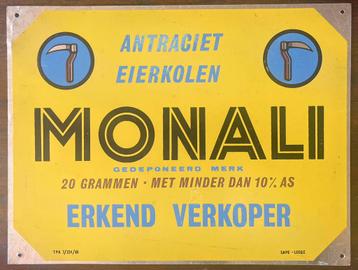 ANTRACIET
EIERKOLEN
MONALI
GEDEPONEERD MERK
20 GRAMMEN · MET MINDER DAN 10% AS
ERKEND VERKOPER